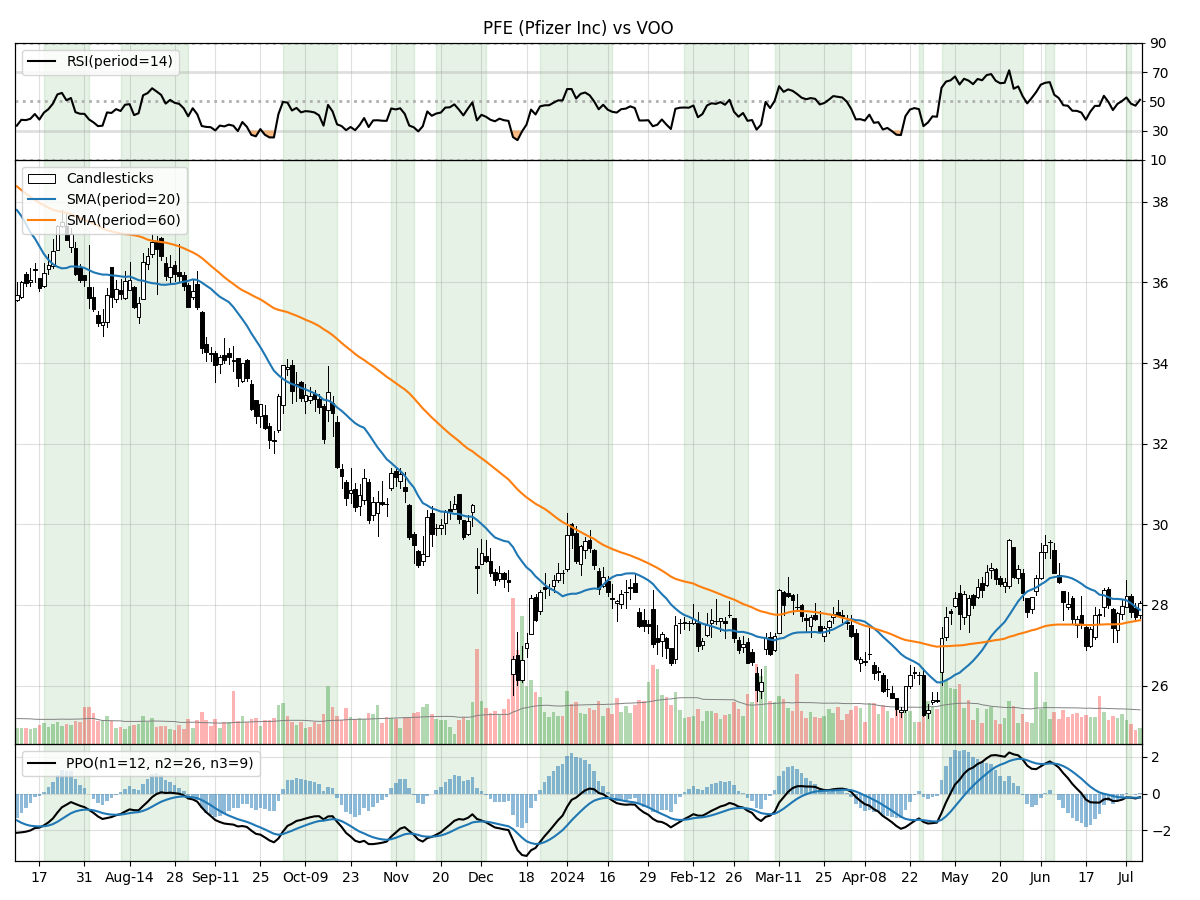 PFE (Pfizer Inc) vs VOO
RSI(period=14)
90
70
50
30
10
Candlesticks
SMA(period=20)
SMA(period=60)
38
36
34
32
30
28
26
PPO(n1=12, n2=26, n3=9)
2
0
−2
17 31 Aug-14 28 Sep-11 25 Oct-09 23 Nov 20 Dec 18 2024 16 29 Feb-12 26 Mar-11 25 Apr-08 22 May 20 Jun 17 Jul